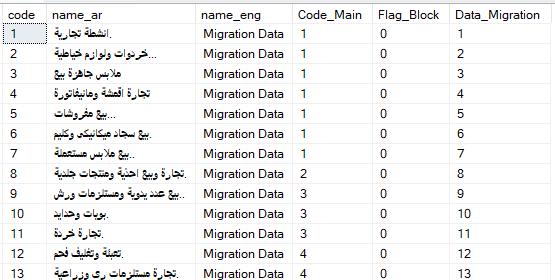 code name_ar name_eng Code_Main Flag_Block Data_Migration
1 انشطة تجارية. Migration Data 1 0 1
2 خردوات ولوازم خياطية... Migration Data 1 0 2
3 ملابس جاهزة بيع Migration Data 1 0 3
4 تجارة اقمشة ومانيفاتورة Migration Data 1 0 4
5 بيع مفروشات... Migration Data 1 0 5
6 بيع سجاد ميكانيكى وكليم. Migration Data 1 0 6
7 بيع ملابس مستعملة.. Migration Data 1 0 7
8 تجارة وبيع احذية ومنتجات جلدية. Migration Data 2 0 8
9 بيع عدد يدوية ومستلزمات ورش.. Migration Data 3 0 9
10 بويات وحدايد. Migration Data 3 0 10
11 تجارة خردة. Migration Data 3 0 11
12 تعبئة وتغليف فحم. Migration Data 4 0 12
13 تجارة مستلزمات رى وزراعية. Migration Data 4 0 13